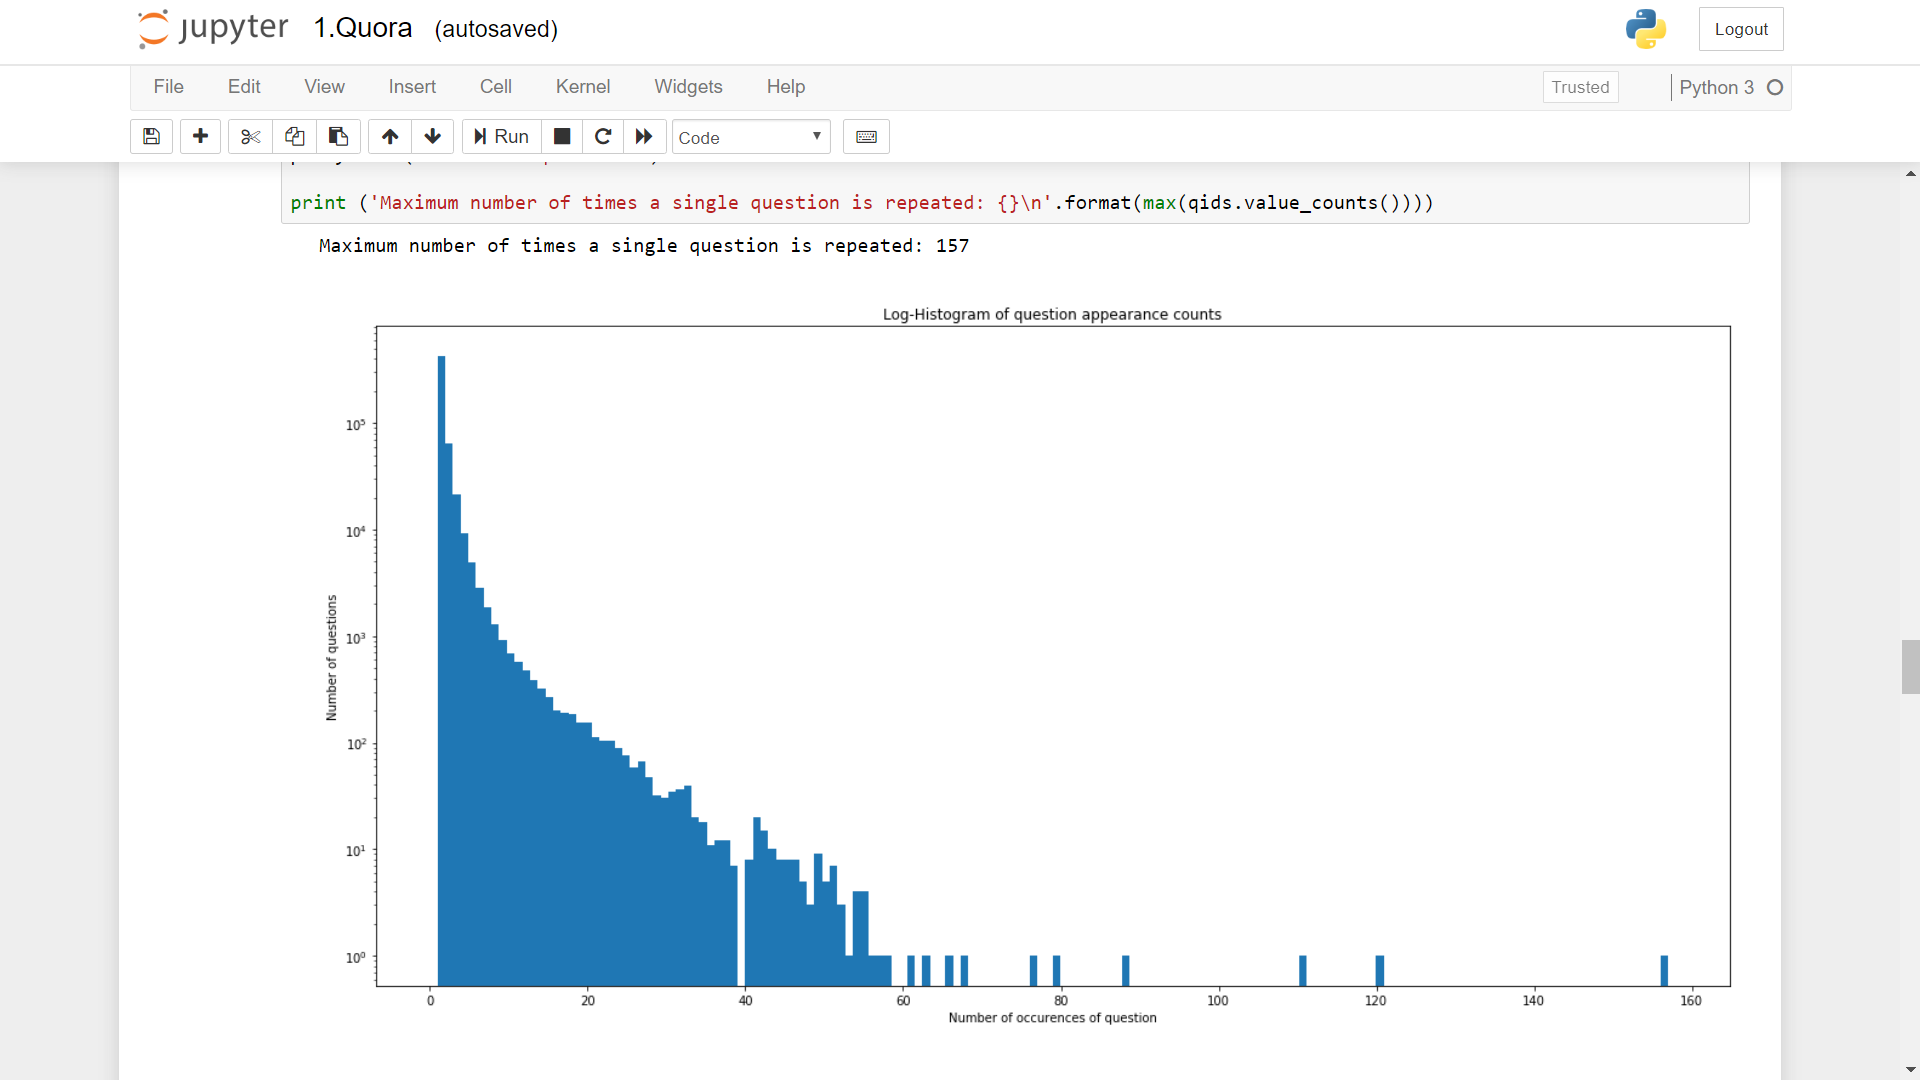 jupyter 1.Quora (autosaved) Logout
File Edit View Insert Cell Kernel Widgets Help Trusted Python 3
Run Code
print ('Maximum number of times a single question is repeated: {}\n'.format(max(qids.value_counts())))
Maximum number of times a single question is repeated: 157
Log-Histogram of question appearance counts
10⁵
10⁴
10³
10²
10¹
10⁰
Number of questions
0 20 40 60 80 100 120 140 160
Number of occurences of question